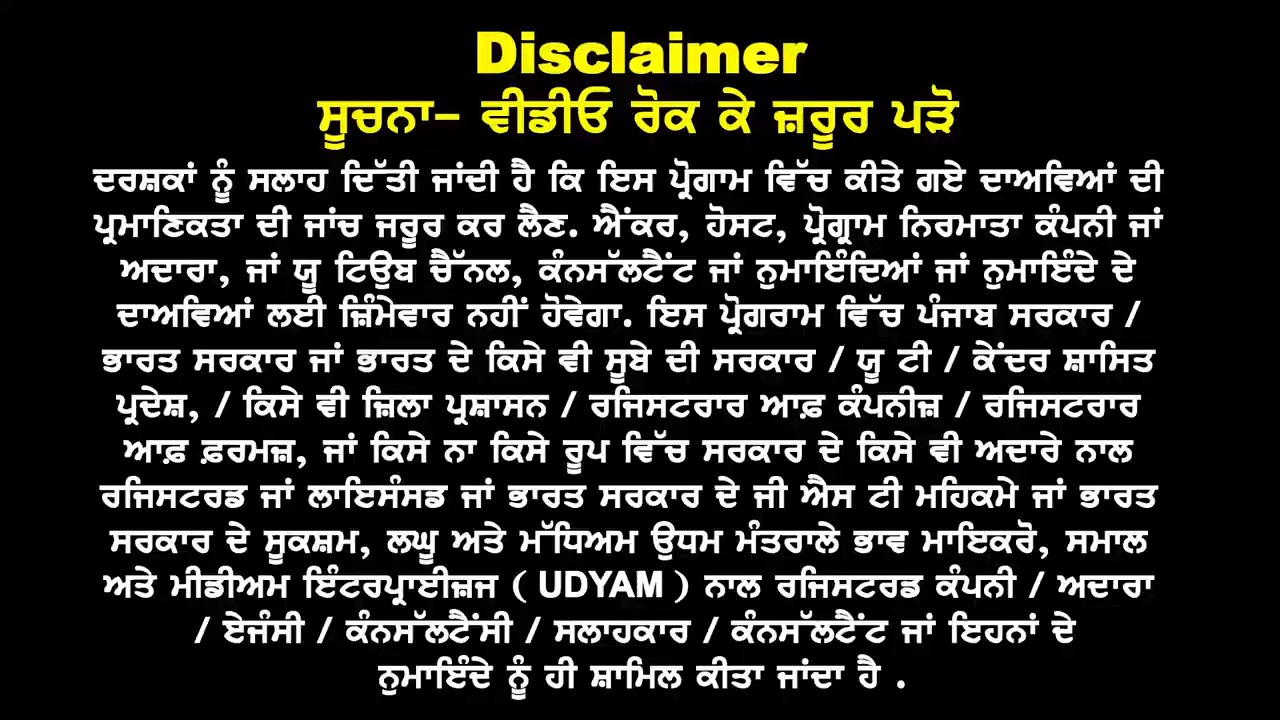 Disclaimer
ਸੂਚਨਾ- ਵੀਡੀਓ ਰੋਕ ਕੇ ਜ਼ਰੂਰ ਪੜੋ
ਦਰਸ਼ਕਾਂ ਨੂੰ ਸਲਾਹ ਦਿੱਤੀ ਜਾਂਦੀ ਹੈ ਕਿ ਇਸ ਪ੍ਰੋਗਾਮ ਵਿੱਚ ਕੀਤੇ ਗਏ ਦਾਅਵਿਆਂ ਦੀ
ਪ੍ਰਮਾਣਿਕਤਾ ਦੀ ਜਾਂਚ ਜਰੂਰ ਕਰ ਲੈਣ. ਐਂਕਰ, ਹੋਸਟ, ਪ੍ਰੋਗ੍ਰਾਮ ਨਿਰਮਾਤਾ ਕੰਪਨੀ ਜਾਂ
ਅਦਾਰਾ, ਜਾਂ ਯੂ ਟਿਊਬ ਚੈੱਨਲ, ਕੰਨਸੱਲਟੈਂਟ ਜਾਂ ਨੁਮਾਇੰਦਿਆਂ ਜਾਂ ਨੁਮਾਇੰਦੇ ਦੇ
ਦਾਅਵਿਆਂ ਲਈ ਜ਼ਿੰਮੇਵਾਰ ਨਹੀਂ ਹੋਵੇਗਾ. ਇਸ ਪ੍ਰੋਗਰਾਮ ਵਿੱਚ ਪੰਜਾਬ ਸਰਕਾਰ /
ਭਾਰਤ ਸਰਕਾਰ ਜਾਂ ਭਾਰਤ ਦੇ ਕਿਸੇ ਵੀ ਸੂਬੇ ਦੀ ਸਰਕਾਰ / ਯੂ ਟੀ / ਕੇਂਦਰ ਸ਼ਾਸਿਤ
ਪ੍ਰਦੇਸ਼, / ਕਿਸੇ ਵੀ ਜ਼ਿਲਾ ਪ੍ਰਸ਼ਾਸਨ / ਰਜਿਸਟਰਾਰ ਆਫ਼ ਕੰਪਨੀਜ਼ / ਰਜਿਸਟਰਾਰ
ਆਫ਼ ਫ਼ਰਮਜ਼, ਜਾਂ ਕਿਸੇ ਨਾ ਕਿਸੇ ਰੂਪ ਵਿੱਚ ਸਰਕਾਰ ਦੇ ਕਿਸੇ ਵੀ ਅਦਾਰੇ ਨਾਲ
ਰਜਿਸਟਰਡ ਜਾਂ ਲਾਇਸੰਸਡ ਜਾਂ ਭਾਰਤ ਸਰਕਾਰ ਦੇ ਜੀ ਐਸ ਟੀ ਮਹਿਕਮੇ ਜਾਂ ਭਾਰਤ
ਸਰਕਾਰ ਦੇ ਸੂਕਸ਼ਮ, ਲਘੂ ਅਤੇ ਮੱਧਿਅਮ ਉਧਮ ਮੰਤਰਾਲੇ ਭਾਵ ਮਾਇਕਰੋ, ਸਮਾਲ
ਅਤੇ ਮੀਡੀਅਮ ਇੰਟਰਪ੍ਰਾਈਜ਼ਜ ( UDYAM ) ਨਾਲ ਰਜਿਸਟਰਡ ਕੰਪਨੀ / ਅਦਾਰਾ
/ ਏਜੰਸੀ / ਕੰਨਸੱਲਟੈਂਸੀ / ਸਲਾਹਕਾਰ / ਕੰਨਸੱਲਟੈਂਟ ਜਾਂ ਇਹਨਾਂ ਦੇ
ਨੁਮਾਇੰਦੇ ਨੂੰ ਹੀ ਸ਼ਾਮਿਲ ਕੀਤਾ ਜਾਂਦਾ ਹੈ .